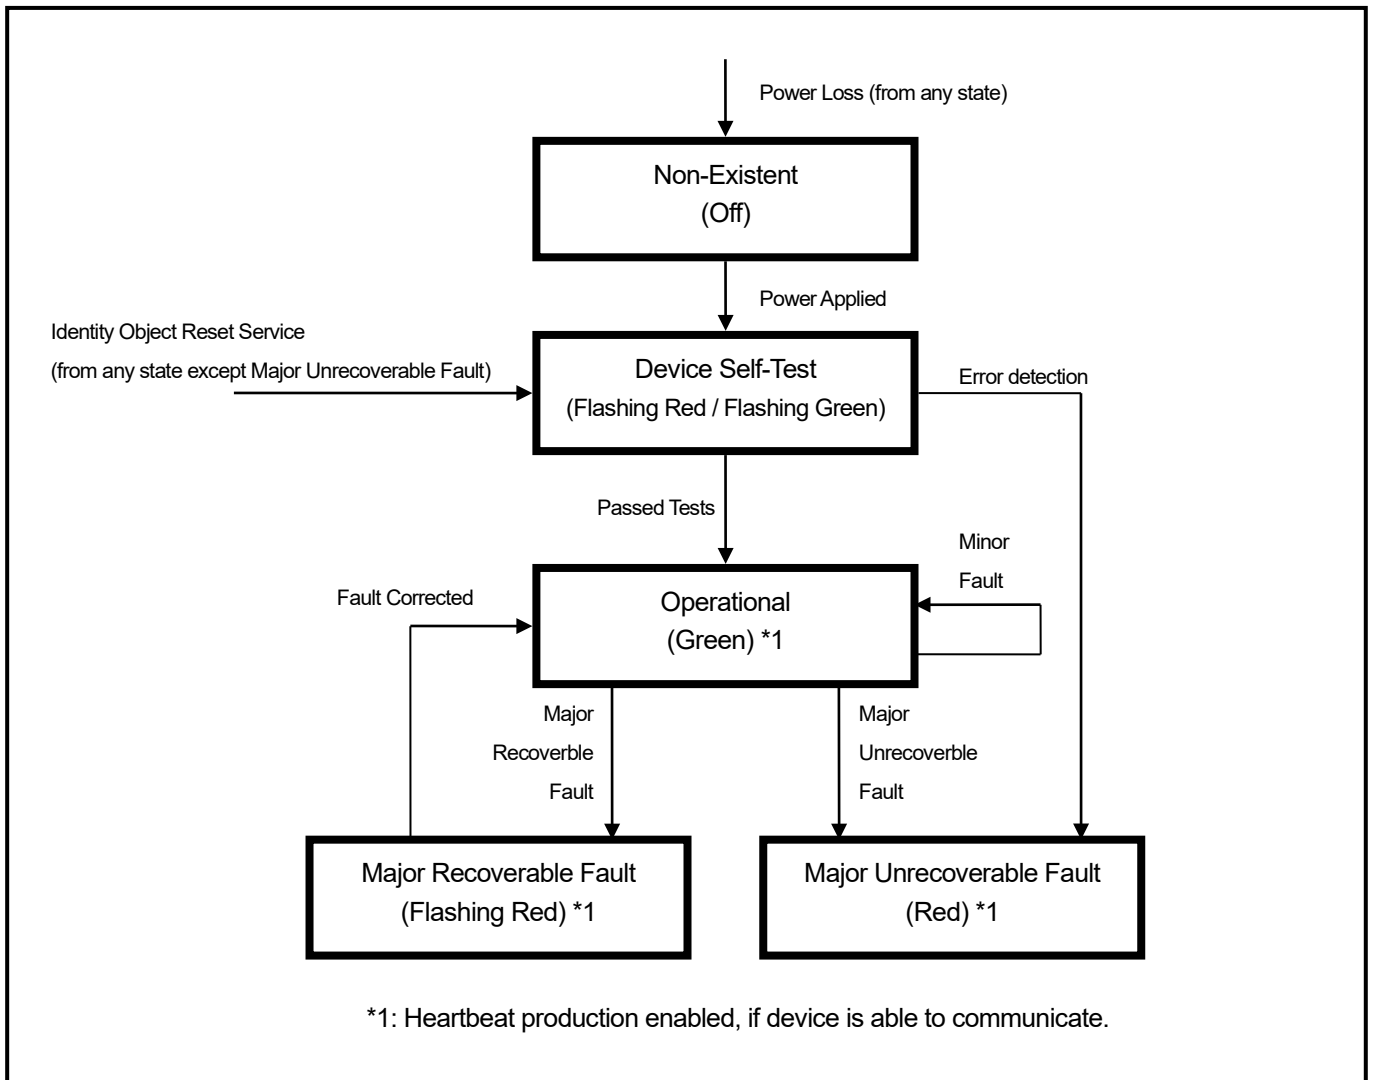 Power Loss (from any state)
Non-Existent
(Off)
Power Applied
Identity Object Reset Service
(from any state except Major Unrecoverable Fault)
Device Self-Test
(Flashing Red / Flashing Green)
Error detection
Passed Tests
Minor
Fault
Fault Corrected
Operational
(Green) *1
Major
Recoverble
Fault
Major
Unrecoverble
Fault
Major Recoverable Fault
(Flashing Red) *1
Major Unrecoverable Fault
(Red) *1
*1: Heartbeat production enabled, if device is able to communicate.